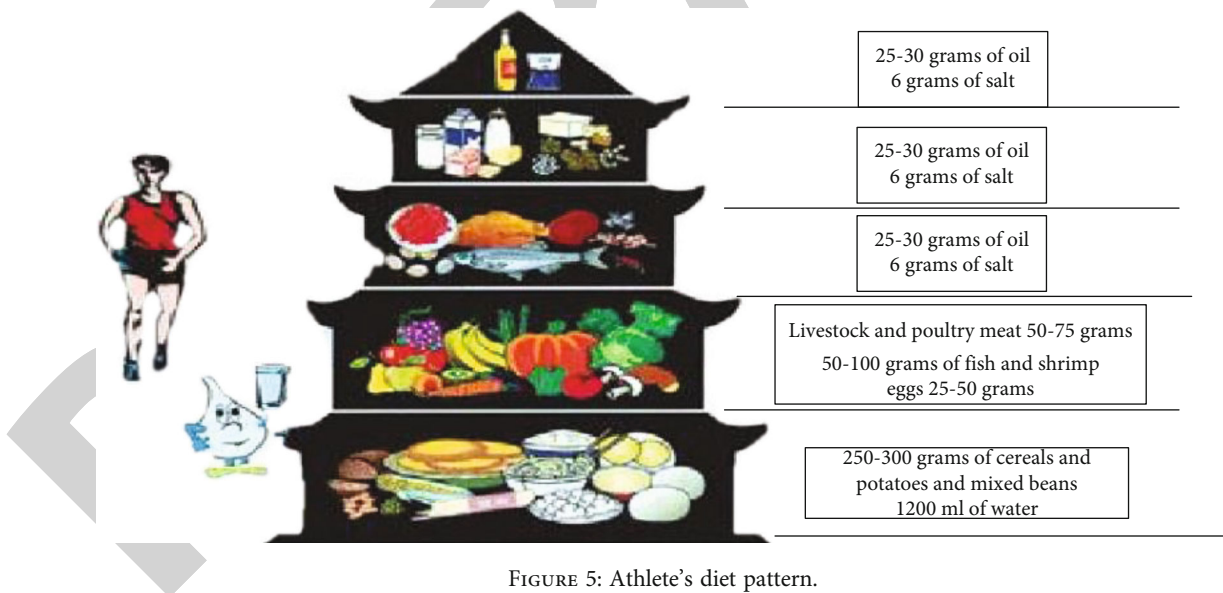 25-30 grams of oil
6 grams of salt
25-30 grams of oil
6 grams of salt
25-30 grams of oil
6 grams of salt
Livestock and poultry meat 50-75 grams
50-100 grams of fish and shrimp
eggs 25-50 grams
250-300 grams of cereals and
potatoes and mixed beans
1200 ml of water
FIGURE 5: Athlete's diet pattern.